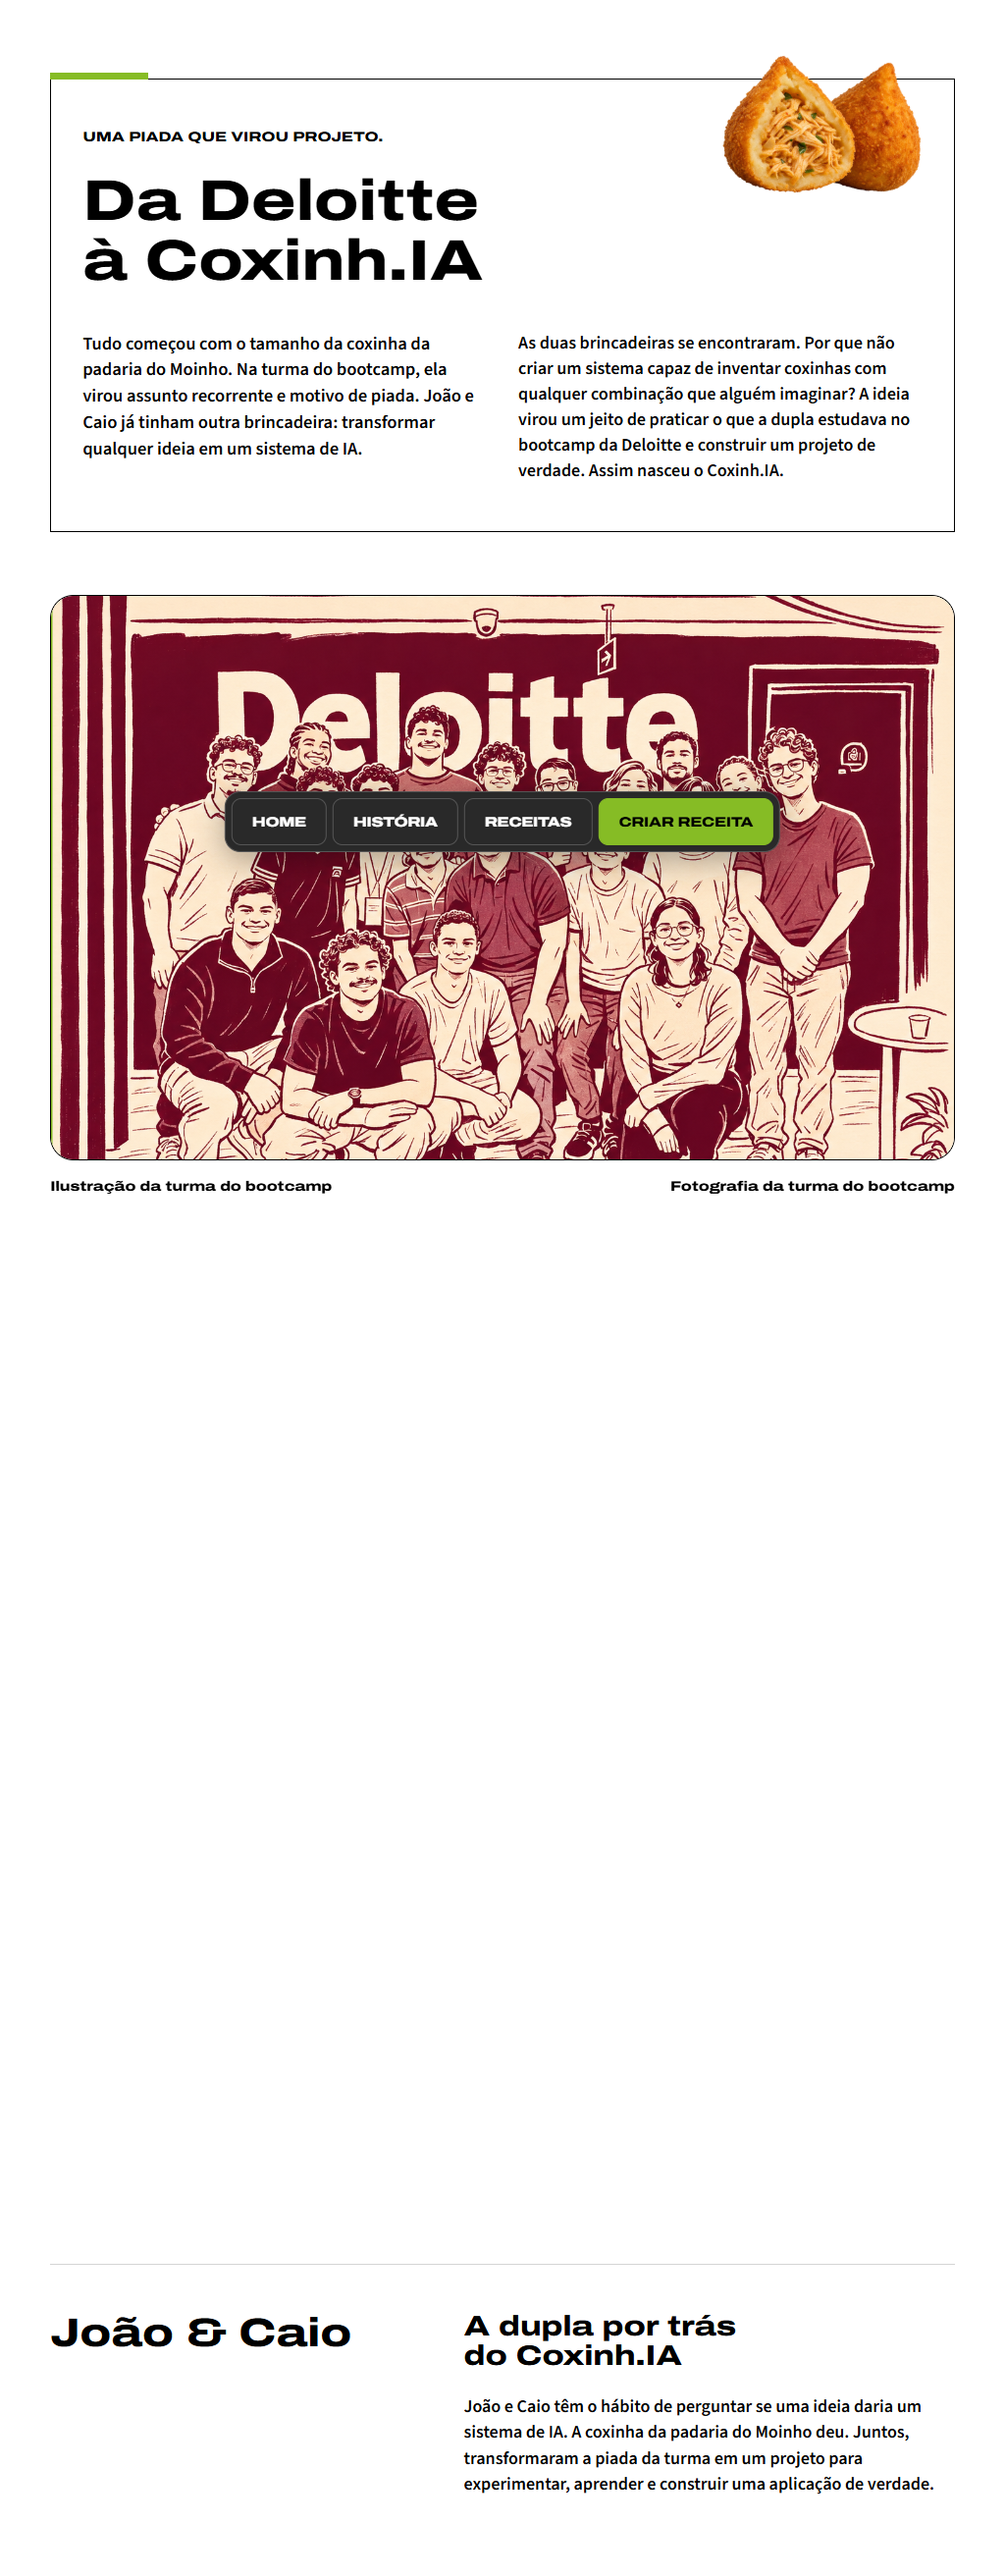 UMA PIADA QUE VIROU PROJETO.
Da Deloitte
à Coxinh.IA
Tudo começou com o tamanho da coxinha da
padaria do Moinho. Na turma do bootcamp, ela
virou assunto recorrente e motivo de piada. João e
Caio já tinham outra brincadeira: transformar
qualquer ideia em um sistema de IA.
As duas brincadeiras se encontraram. Por que não
criar um sistema capaz de inventar coxinhas com
qualquer combinação que alguém imaginar? A ideia
virou um jeito de praticar o que a dupla estudava no
bootcamp da Deloitte e construir um projeto de
verdade. Assim nasceu o Coxinh.IA.
Deloitte
HOME
HISTÓRIA
RECEITAS
CRIAR RECEITA
Ilustração da turma do bootcamp
Fotografia da turma do bootcamp
João & Caio
A dupla por trás
do Coxinh.IA
João e Caio têm o hábito de perguntar se uma ideia daria um
sistema de IA. A coxinha da padaria do Moinho deu. Juntos,
transformaram a piada da turma em um projeto para
experimentar, aprender e construir uma aplicação de verdade.